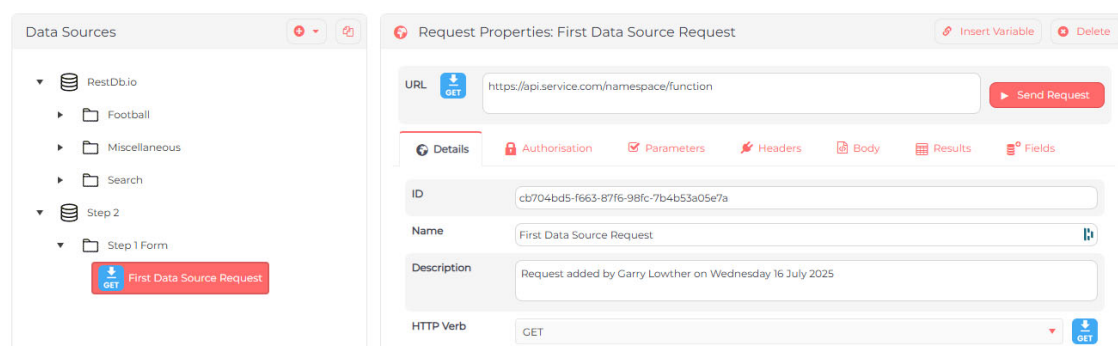 Data Sources
RestDb.io
Football
Miscellaneous
Search
Step 2
Step 1 Form
GET First Data Source Request
Request Properties: First Data Source Request
Insert Variable
Delete
URL GET https://api.service.com/namespace/function
Send Request
Details Authorisation Parameters Headers Body Results Fields
ID cb704bd5-f663-87f6-98fc-7b4b53a05e7a
Name First Data Source Request
Description Request added by Garry Lowther on Wednesday 16 July 2025
HTTP Verb GET GET